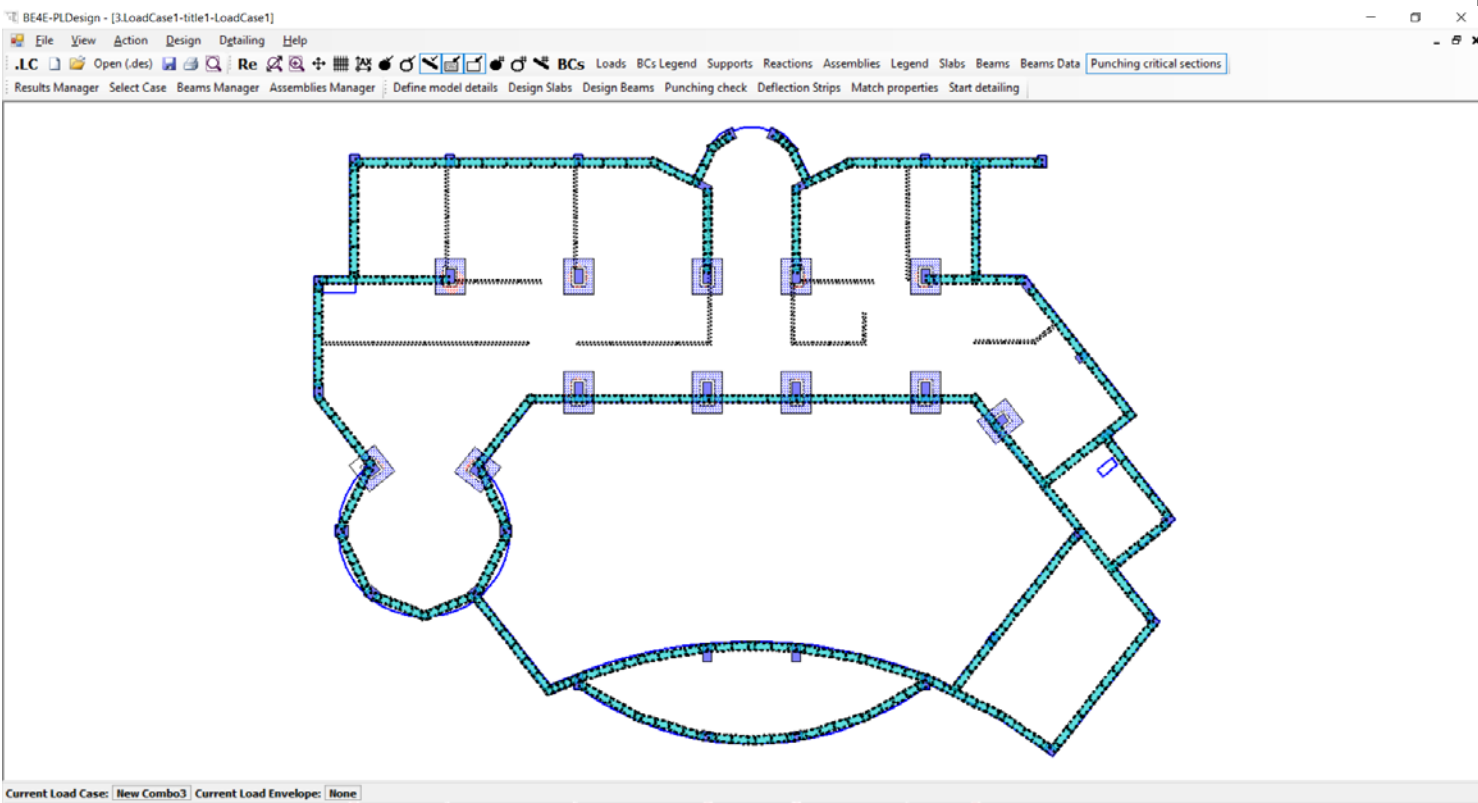 BE4E-PLDesign - [3.LoadCase1-title1-LoadCase1]
File View Action Design Detailing Help
.LC Open (.des) Re BCs Loads BCs Legend Supports Reactions Assemblies Legend Slabs Beams Beams Data Punching critical sections
Results Manager Select Case Beams Manager Assemblies Manager Define model details Design Slabs Design Beams Punching check Deflection Strips Match properties Start detailing
Current Load Case: New Combo3 Current Load Envelope: None